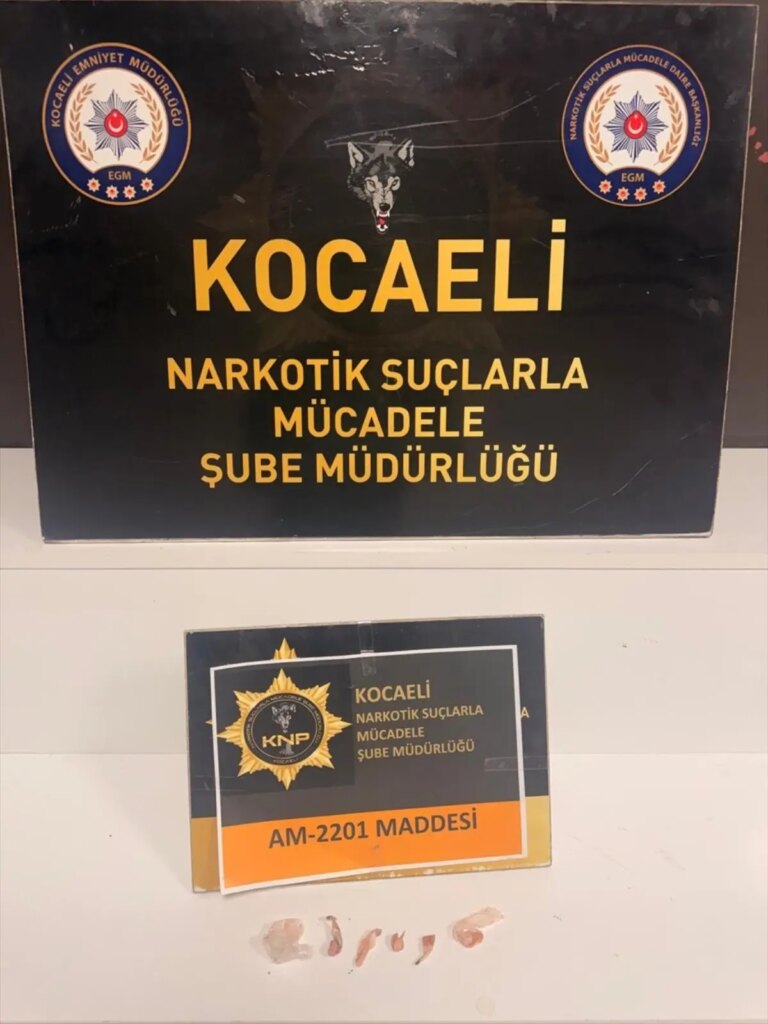 KOCAELİ EMNİYET MÜDÜRLÜĞÜ
EGM
NARKOTİK SUÇLARLA MÜCADELE DAİRE BAŞKANLIĞI
EGM
KOCAELİ
NARKOTİK SUÇLARLA
MÜCADELE
ŞUBE MÜDÜRLÜĞÜ
KNP
KOCAELİ
NARKOTİK SUÇLARLA
MÜCADELE
ŞUBE MÜDÜRLÜĞÜ
A
AM-2201 MADDESİ